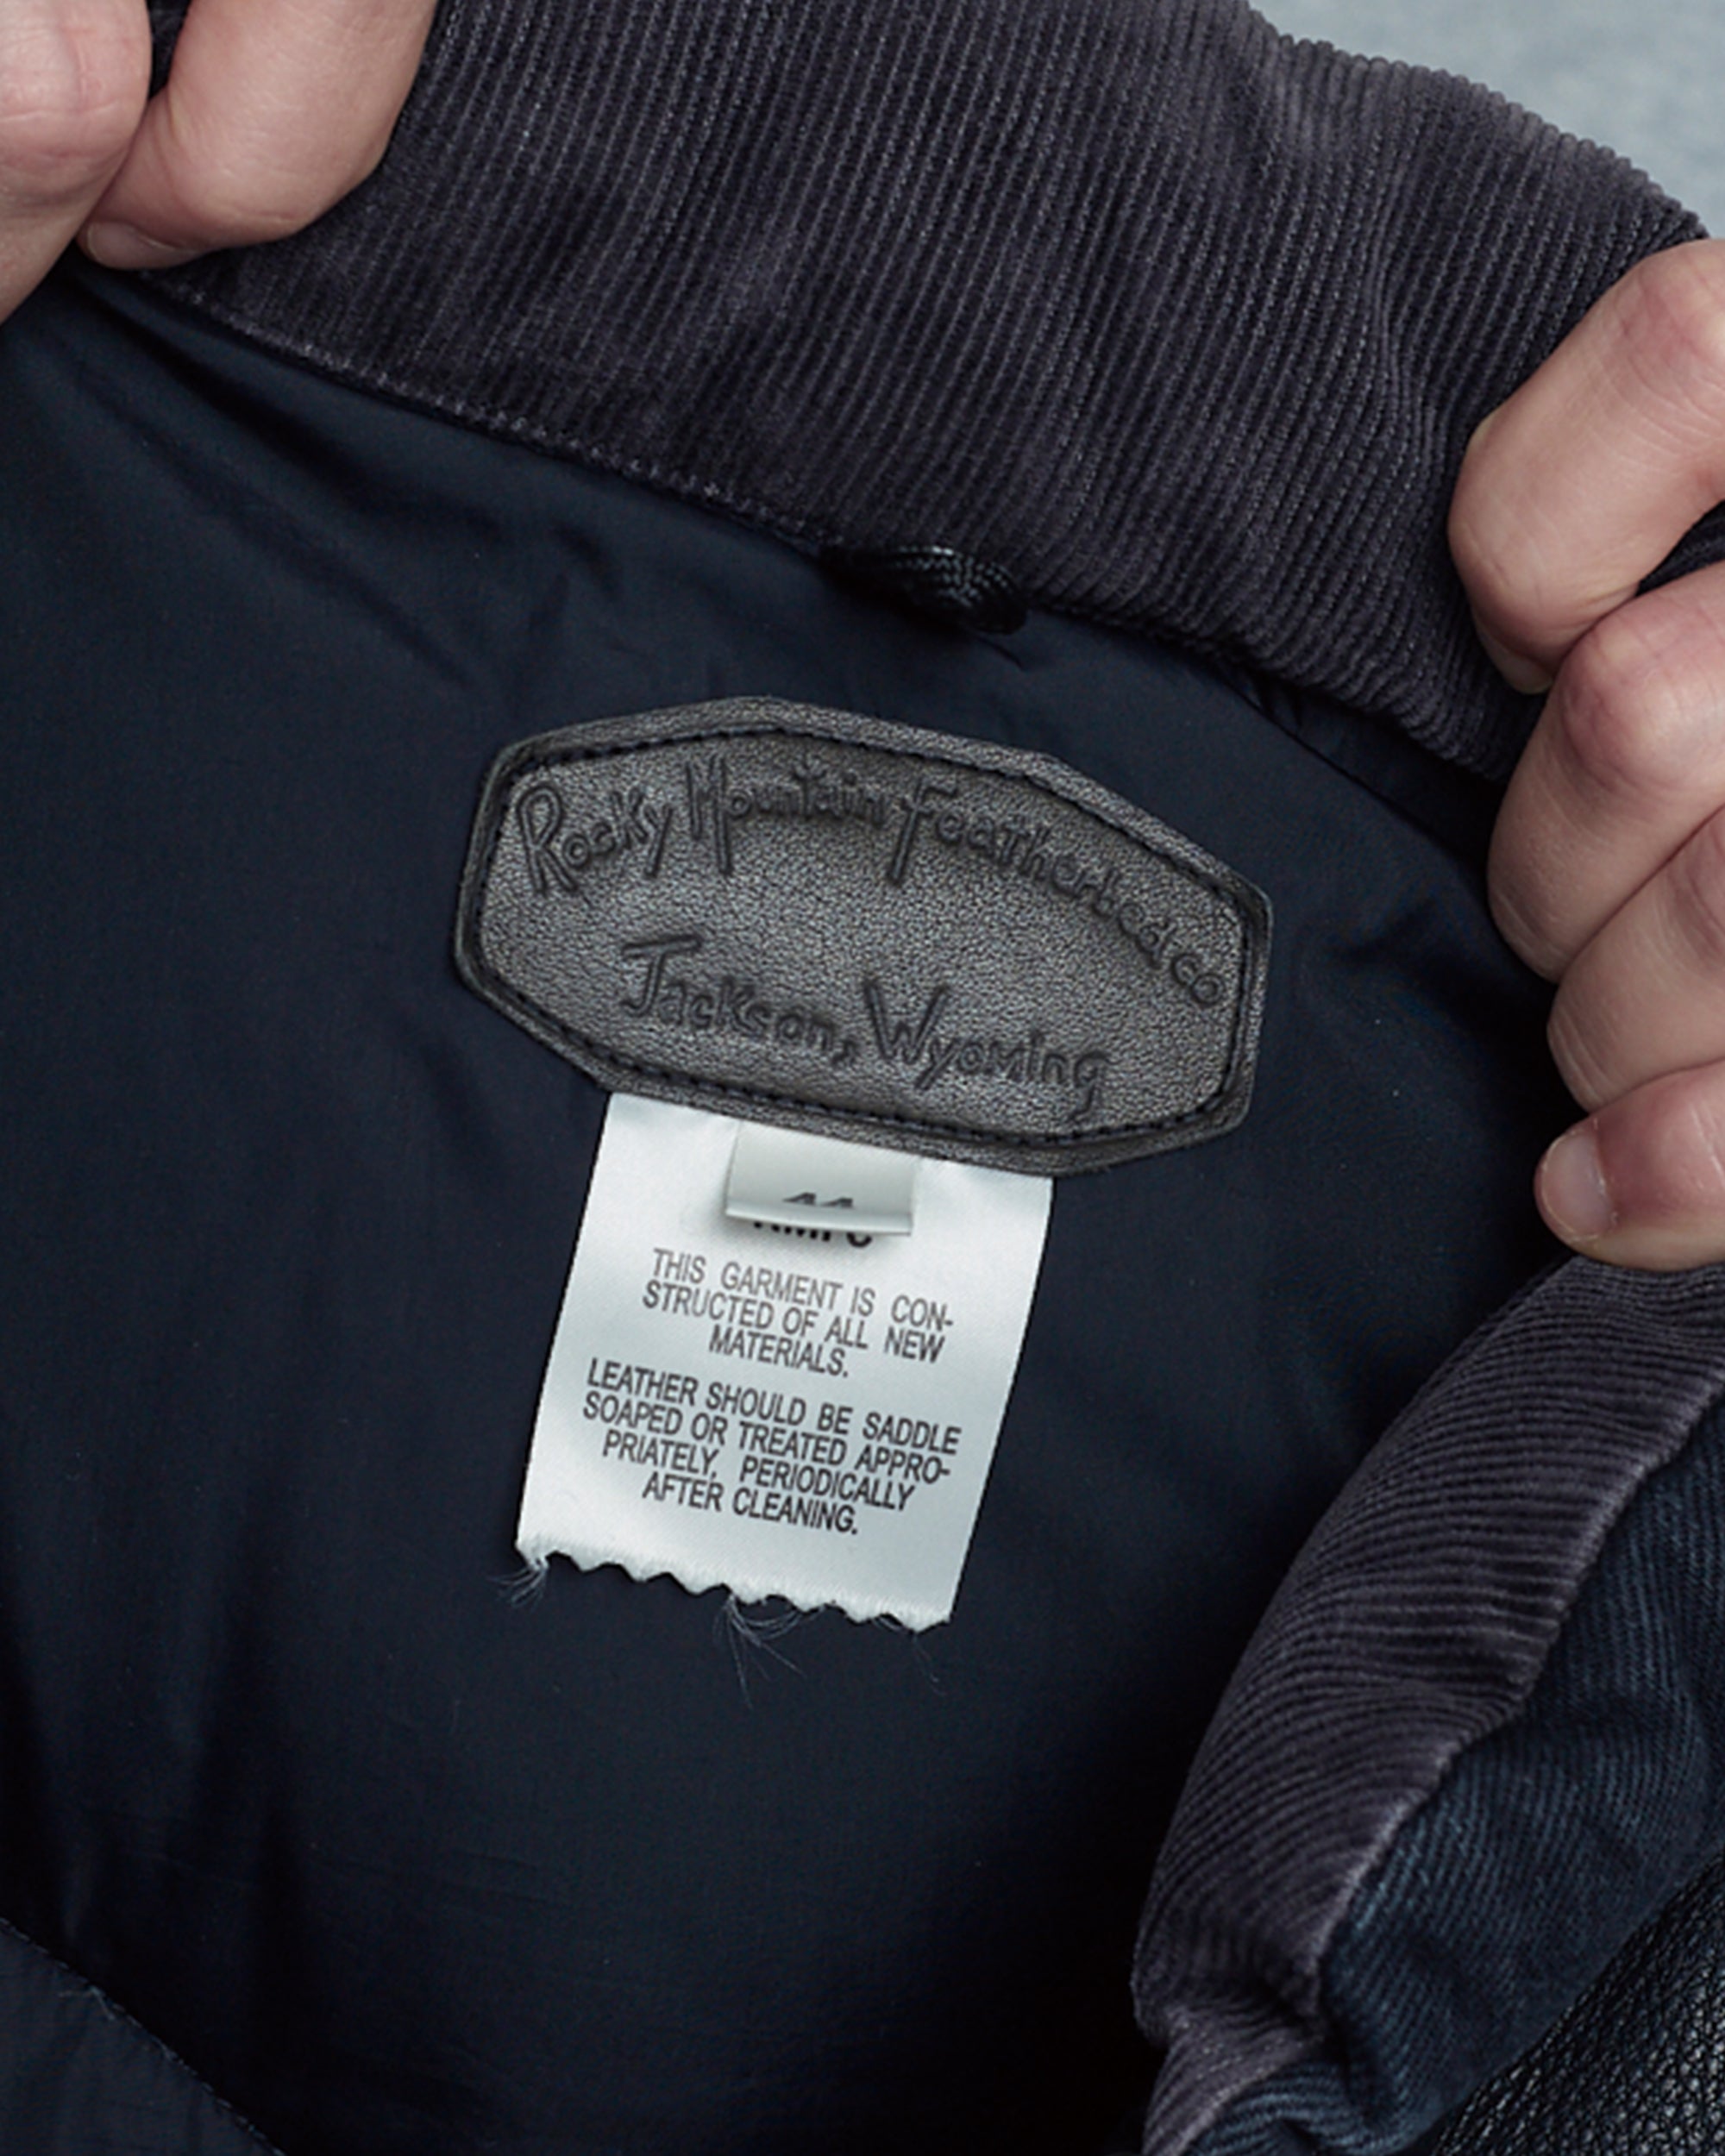 Rocky Mountain Featherbed co
Jackson, Wyoming
THIS GARMENT IS CON-
STRUCTED OF ALL NEW
MATERIALS.
LEATHER SHOULD BE SADDLE
SOAPED OR TREATED APPRO-
PRIATELY, PERIODICALLY
AFTER CLEANING.